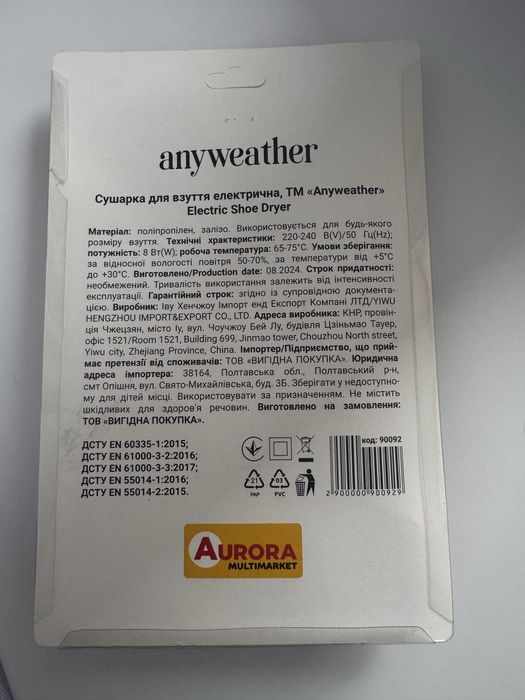 anyweather
Сушарка для взуття електрична, ТМ «Anyweather»
Electric Shoe Dryer
Матеріал: поліпропілен, залізо. Використовується для будь-якого
розміру взуття. Технічні храктеристики: 220-240 В(V)/50 Гц(Hz);
потужність: 8 Вт(W); робоча температура: 65-75°C. Умови зберігання:
за відносної вологості повітря 50-70%, за температури від +5°C
до +30°C. Виготовлено/Production date: 08.2024. Строк придатності:
необмежений. Тривалість використання залежить від інтенсивності
експлуатації. Гарантійний строк: згідно із супровідною документа-
цією. Виробник: Іву Хенчжоу Імпорт енд Експорт Компані ЛТД/YIWU
HENGZHOU IMPORT&EXPORT CO., LTD. Адреса виробника: КНР, провін-
ція Чжецзян, місто Іу, вул. Чоучжоу Бей Лу, будівля Цзіньмао Тауер,
офіс 1521/Room 1521, Building 699, Jinmao tower, Chouzhou North street,
Yiwu city, Zhejiang Province, China. Імпортер/Підприємство, що прий-
має претензії від споживачів: ТОВ «ВИГІДНА ПОКУПКА». Юридична
адреса імпортера: 38164, Полтавська обл., Полтавський р-н,
смт Опішня, вул. Свято-Михайлівська, буд. 3Б. Зберігати у недоступно-
му для дітей місці. Використовувати за призначенням. Не містить
шкідливих для здоров'я речовин. Виготовлено на замовлення:
ТОВ «ВИГІДНА ПОКУПКА».
ДСТУ EN 60335-1:2015;
ДСТУ EN 61000-3-2:2016;
ДСТУ EN 61000-3-3:2017;
ДСТУ EN 55014-1:2016;
ДСТУ EN 55014-2:2015.
21
PAP
03
PVC
код: 90092
2 900000 900929
AURORA
MULTIMARKET